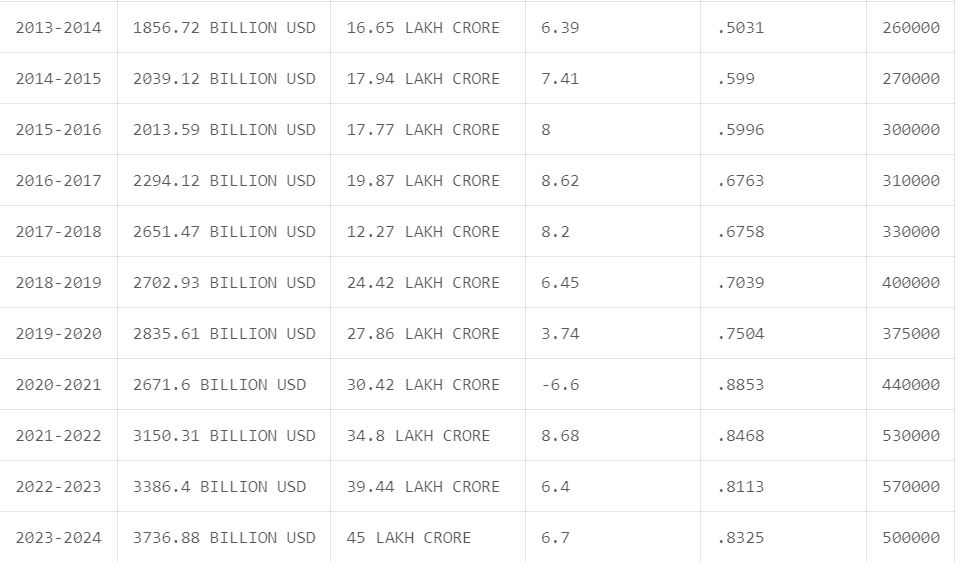 2013-2014 1856.72 BILLION USD 16.65 LAKH CRORE 6.39 .5031 260000
2014-2015 2039.12 BILLION USD 17.94 LAKH CRORE 7.41 .599 270000
2015-2016 2013.59 BILLION USD 17.77 LAKH CRORE 8 .5996 300000
2016-2017 2294.12 BILLION USD 19.87 LAKH CRORE 8.62 .6763 310000
2017-2018 2651.47 BILLION USD 12.27 LAKH CRORE 8.2 .6758 330000
2018-2019 2702.93 BILLION USD 24.42 LAKH CRORE 6.45 .7039 400000
2019-2020 2835.61 BILLION USD 27.86 LAKH CRORE 3.74 .7504 375000
2020-2021 2671.6 BILLION USD 30.42 LAKH CRORE -6.6 .8853 440000
2021-2022 3150.31 BILLION USD 34.8 LAKH CRORE 8.68 .8468 530000
2022-2023 3386.4 BILLION USD 39.44 LAKH CRORE 6.4 .8113 570000
2023-2024 3736.88 BILLION USD 45 LAKH CRORE 6.7 .8325 500000